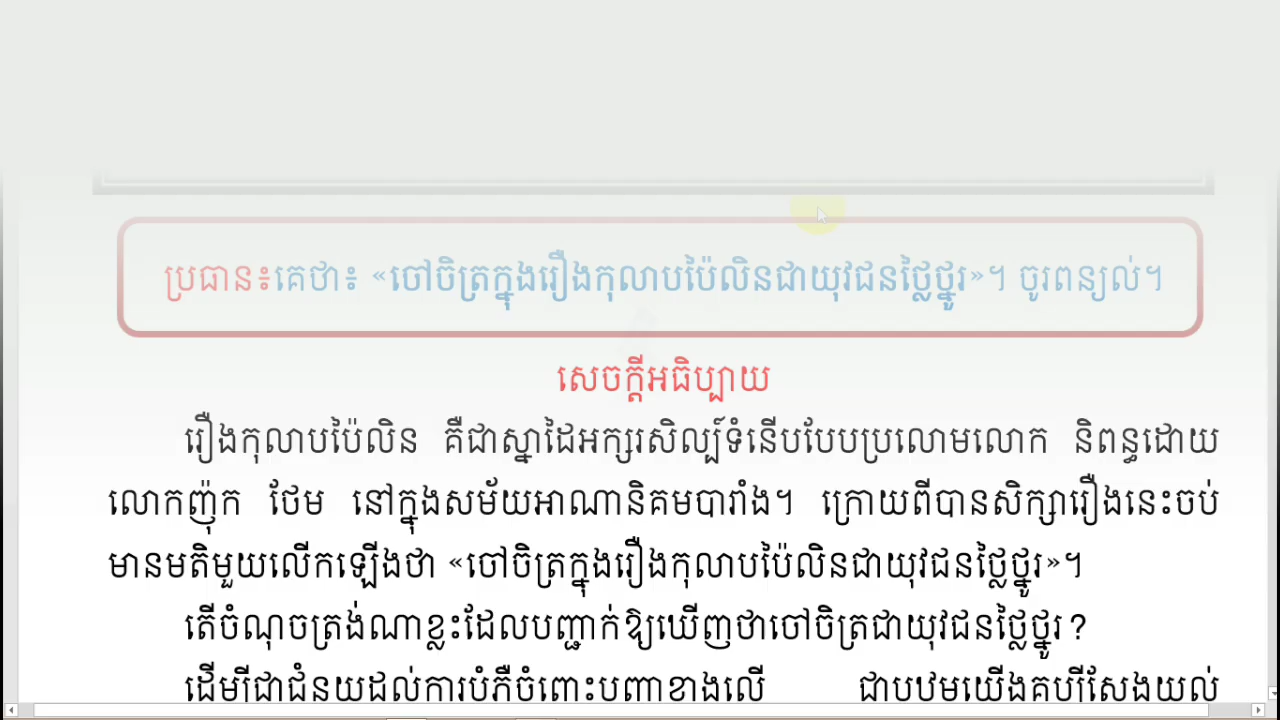 ប្រធាន៖គេថា៖ «ចៅចិត្រក្នុងរឿងកុលាបប៉ៃលិនជាយុវជនថ្លៃថ្នូរ»។ ចូរពន្យល់។
សេចក្តីអធិប្បាយ
រឿងកុលាបប៉ៃលិន គឺជាស្នាដៃអក្សរសិល្ប៍ទំនើបបែបប្រលោមលោក និពន្ធដោយ
លោកញ៉ុក ថែម នៅក្នុងសម័យអាណានិគមបារាំង។ ក្រោយពីបានសិក្សារឿងនេះចប់
មានមតិមួយលើកឡើងថា «ចៅចិត្រក្នុងរឿងកុលាបប៉ៃលិនជាយុវជនថ្លៃថ្នូរ»។
តើចំណុចត្រង់ណាខ្លះដែលបញ្ជាក់ឱ្យឃើញថាចៅចិត្រជាយុវជនថ្លៃថ្នូរ?
ដើម្បីជាជំនួយដល់ការបំភ្លឺចំពោះបញ្ហាខាងលើ ជាបឋមយើងគប្បីស្វែងយល់